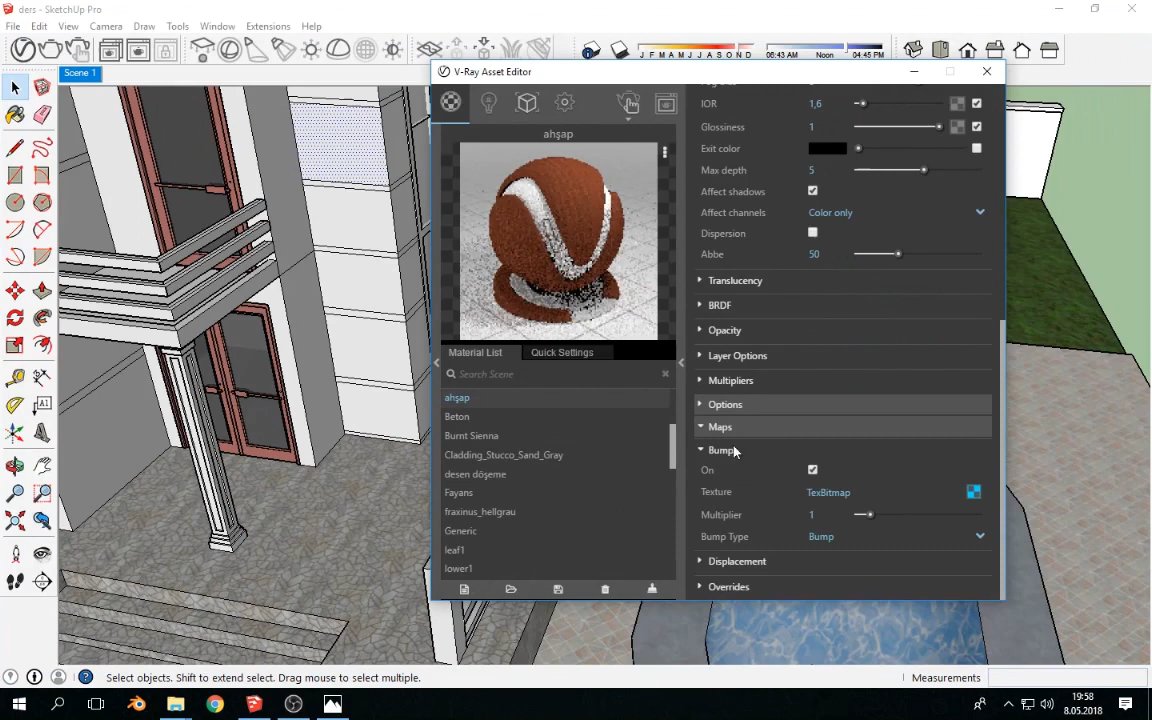 ders - SketchUp Pro
File Edit View Camera Draw Tools Window Extensions Help
J F M A M J J A S O N D 06:43 AM Noon 04:45 PM
Scene 1
V-Ray Asset Editor
ahşap
IOR 1,6
Glossiness 1
Exit color
Max depth 5
Affect shadows
Affect channels Color only
Dispersion
Abbe 50
Translucency
BRDF
Opacity
Layer Options
Multipliers
Options
Maps
Bump
On
Texture TexBitmap
Multiplier 1
Bump Type Bump
Displacement
Overrides
Material List Quick Settings
Search Scene
ahşap
Beton
Burnt Sienna
Cladding_Stucco_Sand_Gray
desen döşeme
Fayans
fraxinus_hellgrau
Generic
leaf1
lower1
Select objects. Shift to extend select. Drag mouse to select multiple.
Measurements
19:58
8.05.2018